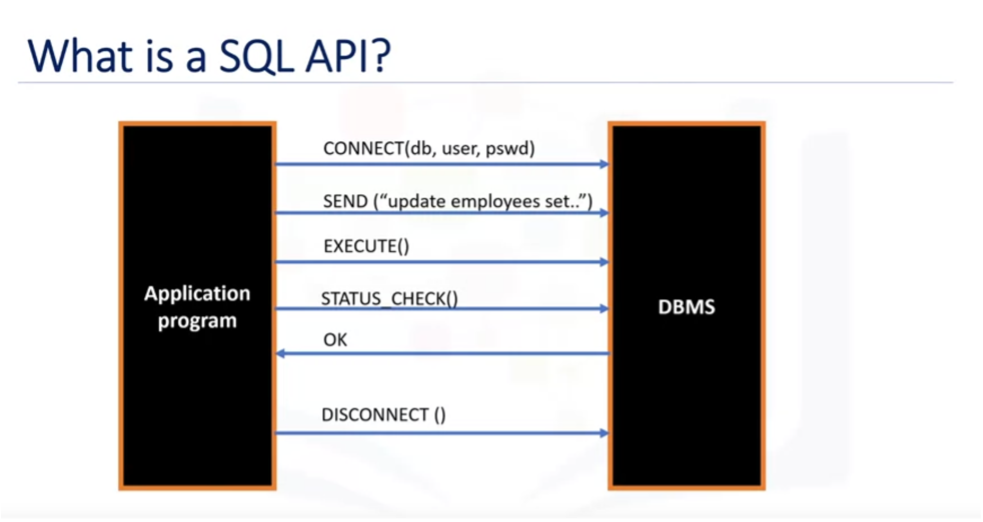 What is a SQL API?
CONNECT(db, user, pswd)
SEND (“update employees set..”)
EXECUTE()
Application
program
STATUS_CHECK()
DBMS
OK
DISCONNECT ()